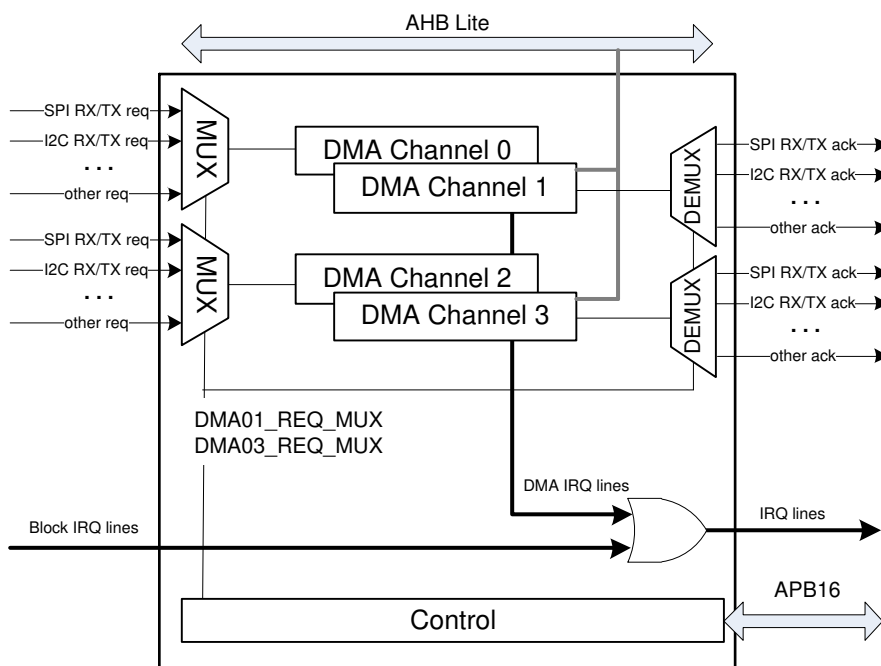 AHB Lite
SPI RX/TX req
I2C RX/TX req
. . .
other req
MUX
DMA Channel 0
DMA Channel 1
DEMUX
SPI RX/TX ack
I2C RX/TX ack
. . .
other ack
SPI RX/TX req
I2C RX/TX req
. . .
other req
MUX
DMA Channel 2
DMA Channel 3
DEMUX
SPI RX/TX ack
I2C RX/TX ack
. . .
other ack
DMA01_REQ_MUX
DMA03_REQ_MUX
DMA IRQ lines
Block IRQ lines
IRQ lines
Control
APB16